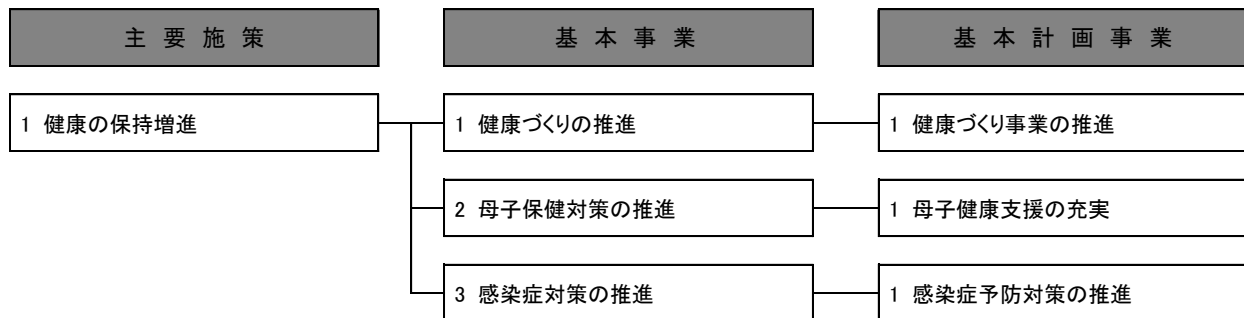 主要施策 基本事業 基本計画事業
1 健康の保持増進 1 健康づくりの推進 1 健康づくり事業の推進
2 母子保健対策の推進 1 母子健康支援の充実
3 感染症対策の推進 1 感染症予防対策の推進